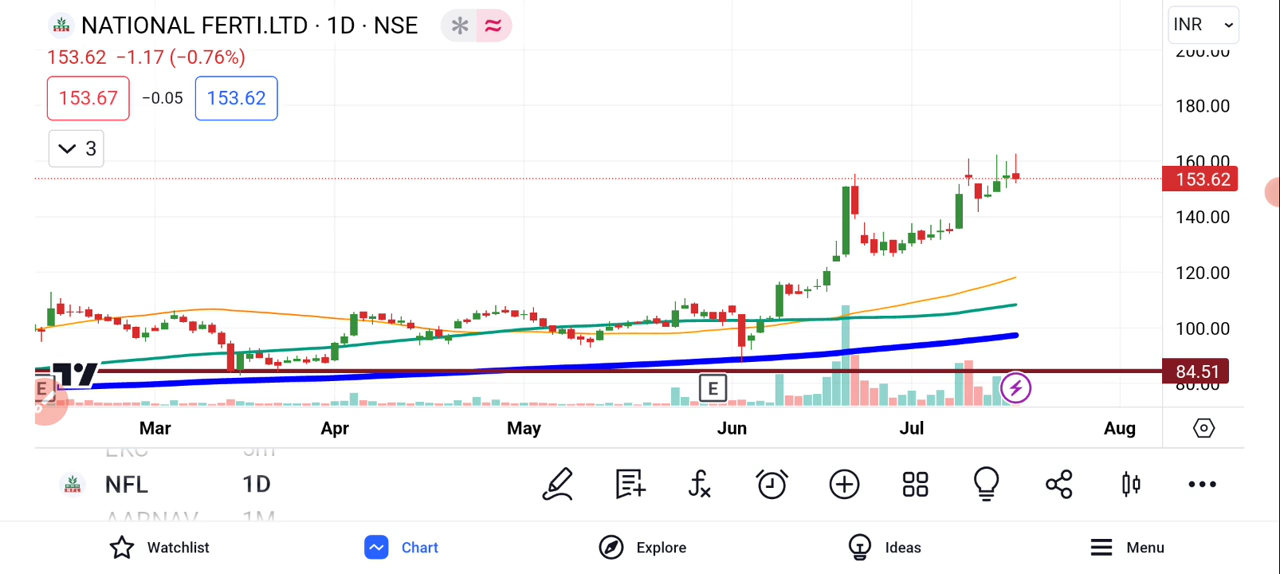 NATIONAL FERTI.LTD · 1D · NSE
INR
153.62 −1.17 (−0.76%)
200.00
153.67 −0.05 153.62
180.00
3
160.00
153.62
140.00
120.00
100.00
84.51
80.00
E
E
Mar Apr May Jun Jul Aug
NFL 1D
AARNAV 1M
Watchlist Chart Explore Ideas Menu